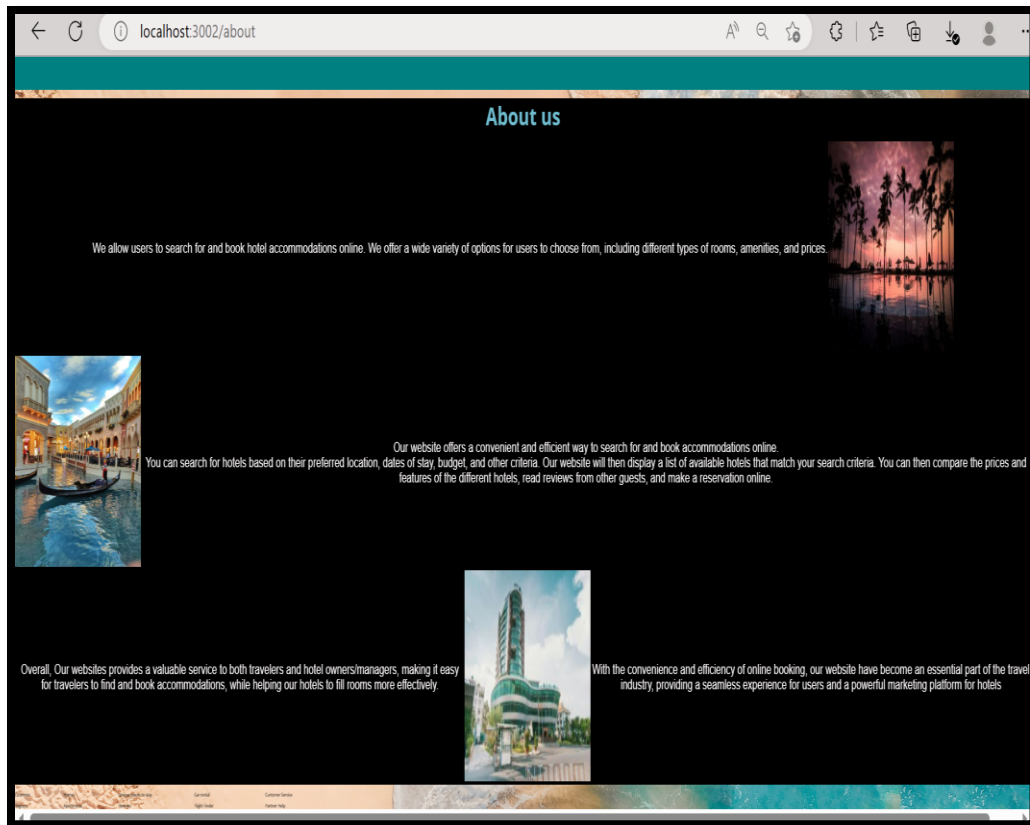 localhost:3002/about
About us
We allow users to search for and book hotel accommodations online. We offer a wide variety of options for users to choose from, including different types of rooms, amenities, and prices.
Our website offers a convenient and efficient way to search for and book accommodations online.
You can search for hotels based on their preferred location, dates of stay, budget, and other criteria. Our website will then display a list of available hotels that match your search criteria. You can then compare the prices and
features of the different hotels, read reviews from other guests, and make a reservation online.
Overall, Our websites provides a valuable service to both travelers and hotel owners/managers, making it easy
for travelers to find and book accommodations, while helping our hotels to fill rooms more effectively.
With the convenience and efficiency of online booking, our website have become an essential part of the travel
industry, providing a seamless experience for users and a powerful marketing platform for hotels
Car rental
Customer Service
Flight Finder
Partner Help